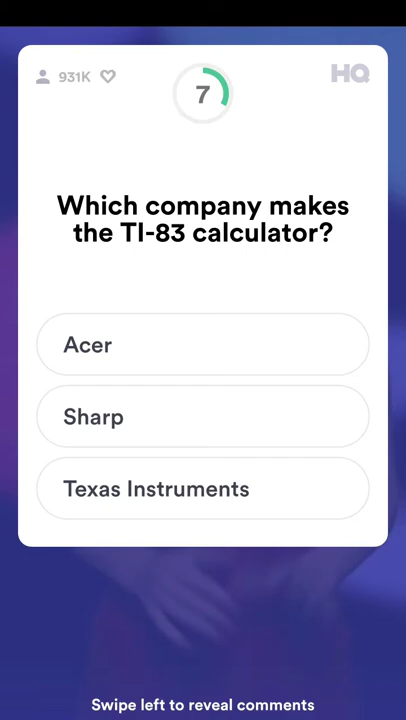 931K
7
HQ
Which company makes
the TI-83 calculator?
Acer
Sharp
Texas Instruments
Swipe left to reveal comments